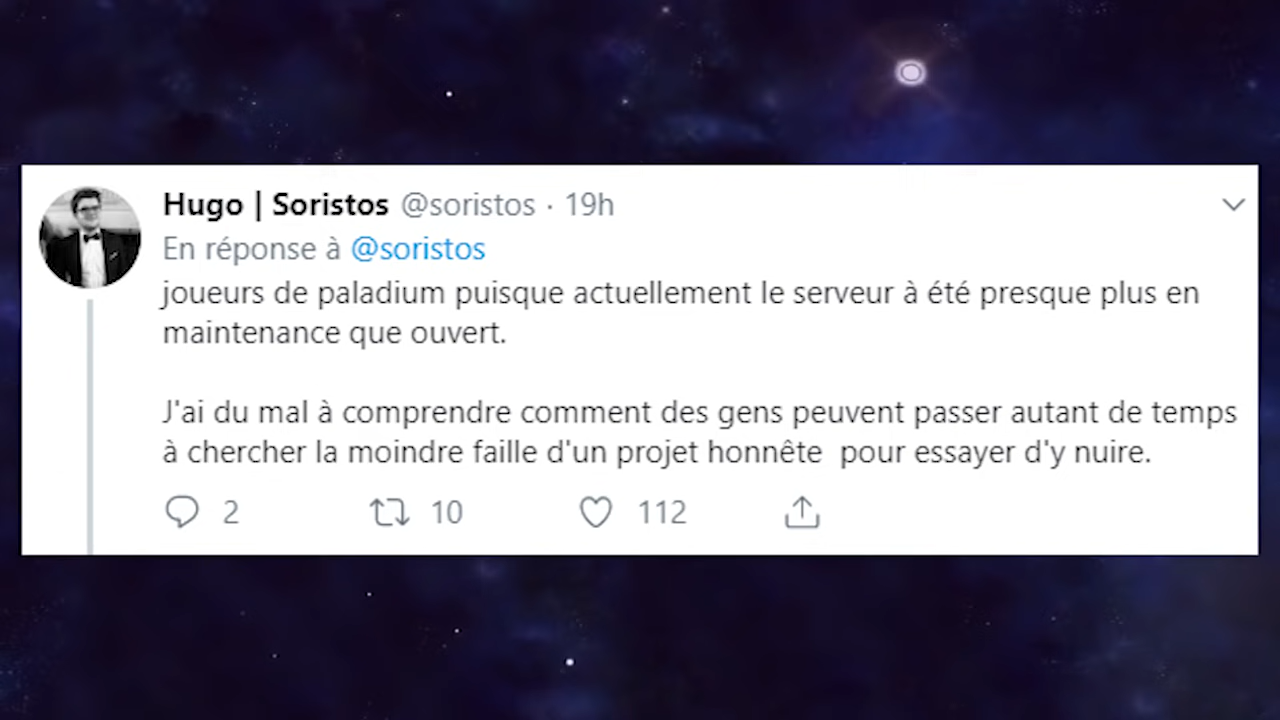 Hugo | Soristos @soristos · 19h
En réponse à @soristos
joueurs de paladium puisque actuellement le serveur à été presque plus en
maintenance que ouvert.
J'ai du mal à comprendre comment des gens peuvent passer autant de temps
à chercher la moindre faille d'un projet honnête  pour essayer d'y nuire.
2 10 112